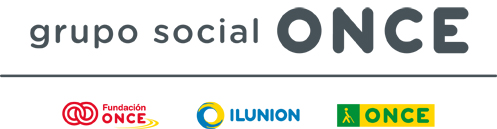 grupo social ONCE
Fundación
ONCE
ILUNION
ONCE